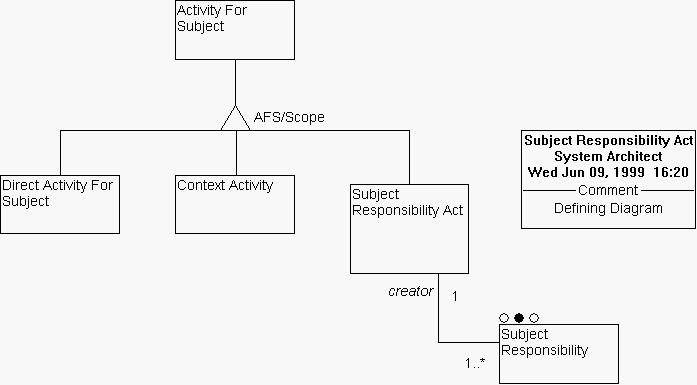 Activity For
Subject
AFS/Scope
Direct Activity For
Subject
Context Activity
Subject
Responsibility Act
Subject Responsibility Act
System Architect
Wed Jun 09, 1999  16:20
Comment
Defining Diagram
creator
1
1..*
Subject
Responsibility